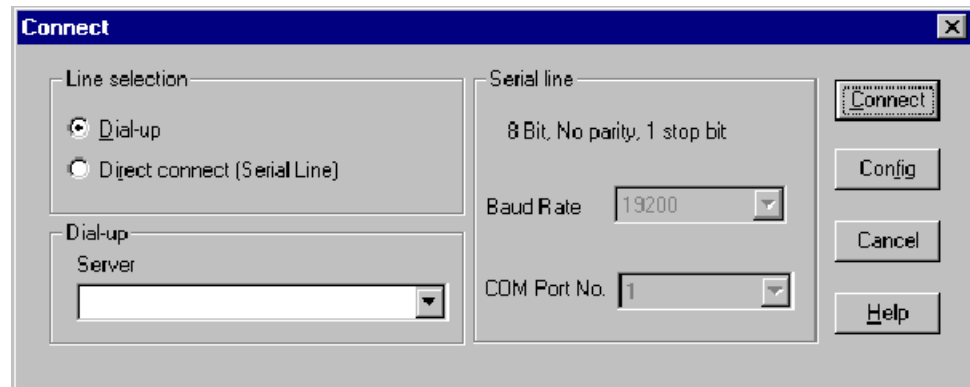 Connect
Line selection
Dial-up
Direct connect (Serial Line)
Dial-up
Server
Serial line
8 Bit, No parity, 1 stop bit
Baud Rate 19200
COM Port No. 1
Connect
Config
Cancel
Help